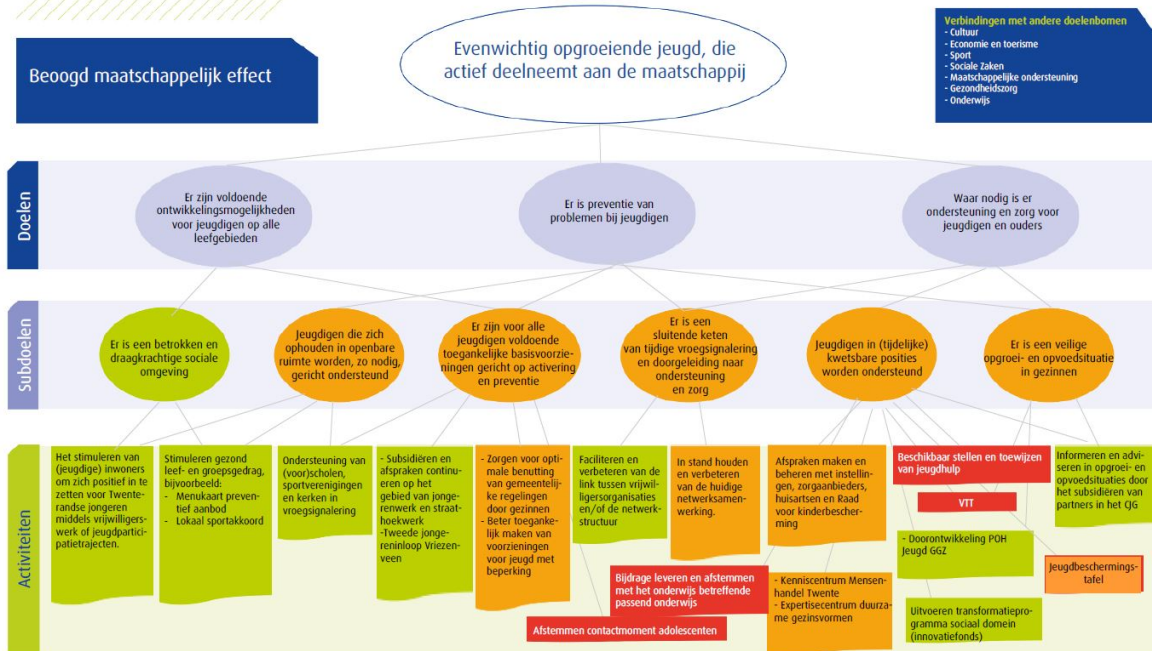 Beoogd maatschappelijk effect
Evenwichtig opgroeiende jeugd, die
actief deelneemt aan de maatschappij
Verbindingen met andere doelenbomen
- Cultuur
- Economie en toerisme
- Sport
- Sociale Zaken
- Maatschappelijke ondersteuning
- Gezondheidszorg
- Onderwijs
Doelen
Er zijn voldoende
ontwikkelingsmogelijkheden
voor jeugdigen op alle
leefgebieden
Er is preventie van
problemen bij jeugdigen
Waar nodig is er
ondersteuning en zorg voor
jeugdigen en ouders
Subdoelen
Er is een betrokken en
draagkrachtige sociale
omgeving
Jeugdigen die zich
ophouden in openbare
ruimte worden, zo nodig,
gericht ondersteund
Er zijn voor alle
jeugdigen voldoende
toegankelijke basisvoorzie-
ningen gericht op activering
en preventie
Er is een
sluitende keten
van tijdige vroegsignalering
en doorgeleiding naar
ondersteuning
en zorg
Jeugdigen in (tijdelijke)
kwetsbare posities
worden ondersteund
Er is een veilige
opgroei- en opvoedsituatie
in gezinnen
Activiteiten
Het stimuleren van
(jeugdige) inwoners
om zich positief in te
zetten voor Twente-
randse jongeren
middels vrijwilligers-
werk of jeugdpartici-
patietrajecten.
Stimuleren gezond
leef- en groepsgedrag,
bijvoorbeeld:
- Menukaart preven-
tief aanbod
- Lokaal sportakkoord
Ondersteuning van
(voor)scholen,
sportverenigingen
en kerken in
vroegsignalering
- Subsidiëren en
afspraken continu-
eren op het
gebied van jonge-
renwerk en straat-
hoekwerk
-Tweede jonge-
reninloop Vriezen-
veen
- Zorgen voor opti-
male benutting
van gemeentelij-
ke regelingen
door gezinnen
- Beter toeganke-
lijk maken van
voorzieningen
voor jeugd met
beperking
Faciliteren en
verbeteren van de
link tussen vrijwil-
ligersorganisaties
en/of de netwerk-
structuur
In stand houden
en verbeteren
van de huidige
netwerksamen-
werking.
Afspraken maken en
beheren met instellin-
gen, zorgaanbieders,
huisartsen en Raad
voor kinderbescher-
ming
Beschikbaar stellen en toewijzen
van jeugdhulp
VTT
Informeren en advi-
seren in opgroei- en
opvoedsituaties door
het subsidiëren van
partners in het CJG
- Doorontwikkeling POH
Jeugd GGZ
Jeugdbeschermings-
tafel
Bijdrage leveren en afstemmen
met het onderwijs betreffende
passend onderwijs
- Kenniscentrum Mensen-
handel Twente
- Expertisecentrum duurza-
me gezinsvormen
Uitvoeren transformatiepro-
gramma sociaal domein
(innovatiefonds)
Afstemmen contactmoment adolescenten